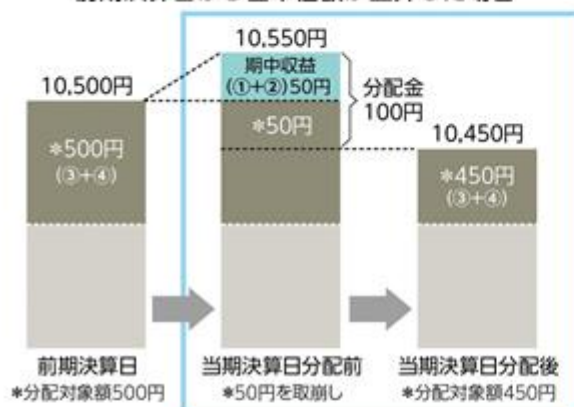 10,550円
期中収益
(①+②)50円
10,500円
分配金
100円
*50円
10,450円
*500円
(③+④)
*450円
(③+④)
前期決算日
*分配対象額500円
当期決算日分配前
*50円を取崩し
当期決算日分配後
*分配対象額450円